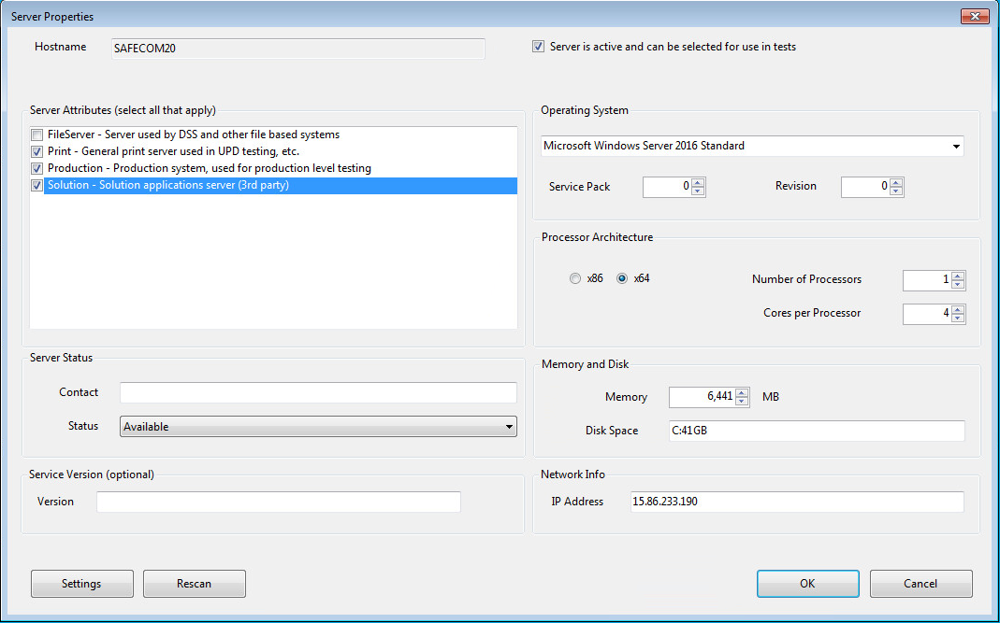 Server Properties
Hostname SAFECOM20
Server is active and can be selected for use in tests
Server Attributes (select all that apply)
FileServer - Server used by DSS and other file based systems
Print - General print server used in UPD testing, etc.
Production - Production system, used for production level testing
Solution - Solution applications server (3rd party)
Operating System
Microsoft Windows Server 2016 Standard
Service Pack 0 Revision 0
Processor Architecture
x86 x64 Number of Processors 1
Cores per Processor 4
Server Status
Contact
Status Available
Memory and Disk
Memory 6,441 MB
Disk Space C:41GB
Service Version (optional)
Version
Network Info
IP Address 15.86.233.190
Settings Rescan OK Cancel